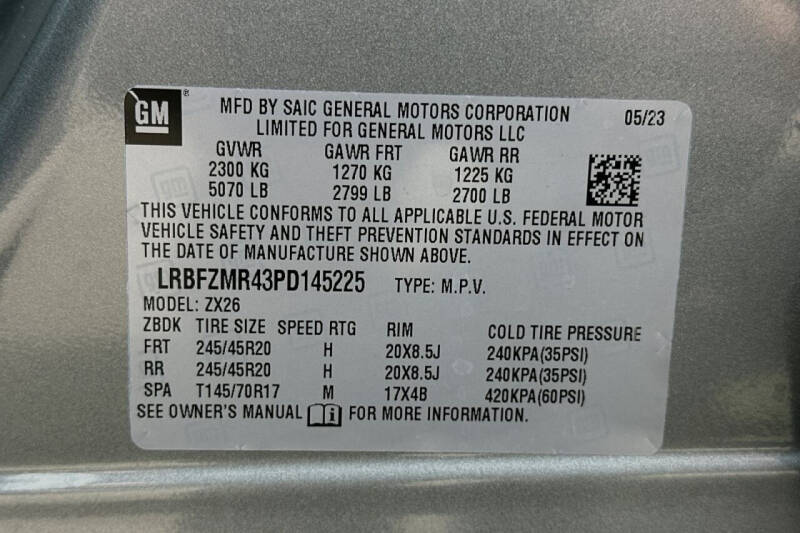 GM ®
MFD BY SAIC GENERAL MOTORS CORPORATION 05/23
LIMITED FOR GENERAL MOTORS LLC
GVWR GAWR FRT GAWR RR
2300 KG 1270 KG 1225 KG
5070 LB 2799 LB 2700 LB
THIS VEHICLE CONFORMS TO ALL APPLICABLE U.S. FEDERAL MOTOR
VEHICLE SAFETY AND THEFT PREVENTION STANDARDS IN EFFECT ON
THE DATE OF MANUFACTURE SHOWN ABOVE.
LRBFZMR43PD145225 TYPE: M.P.V.
MODEL: ZX26
ZBDK TIRE SIZE SPEED RTG RIM COLD TIRE PRESSURE
FRT 245/45R20 H 20X8.5J 240KPA(35PSI)
RR 245/45R20 H 20X8.5J 240KPA(35PSI)
SPA T145/70R17 M 17X4B 420KPA(60PSI)
SEE OWNER'S MANUAL i FOR MORE INFORMATION.